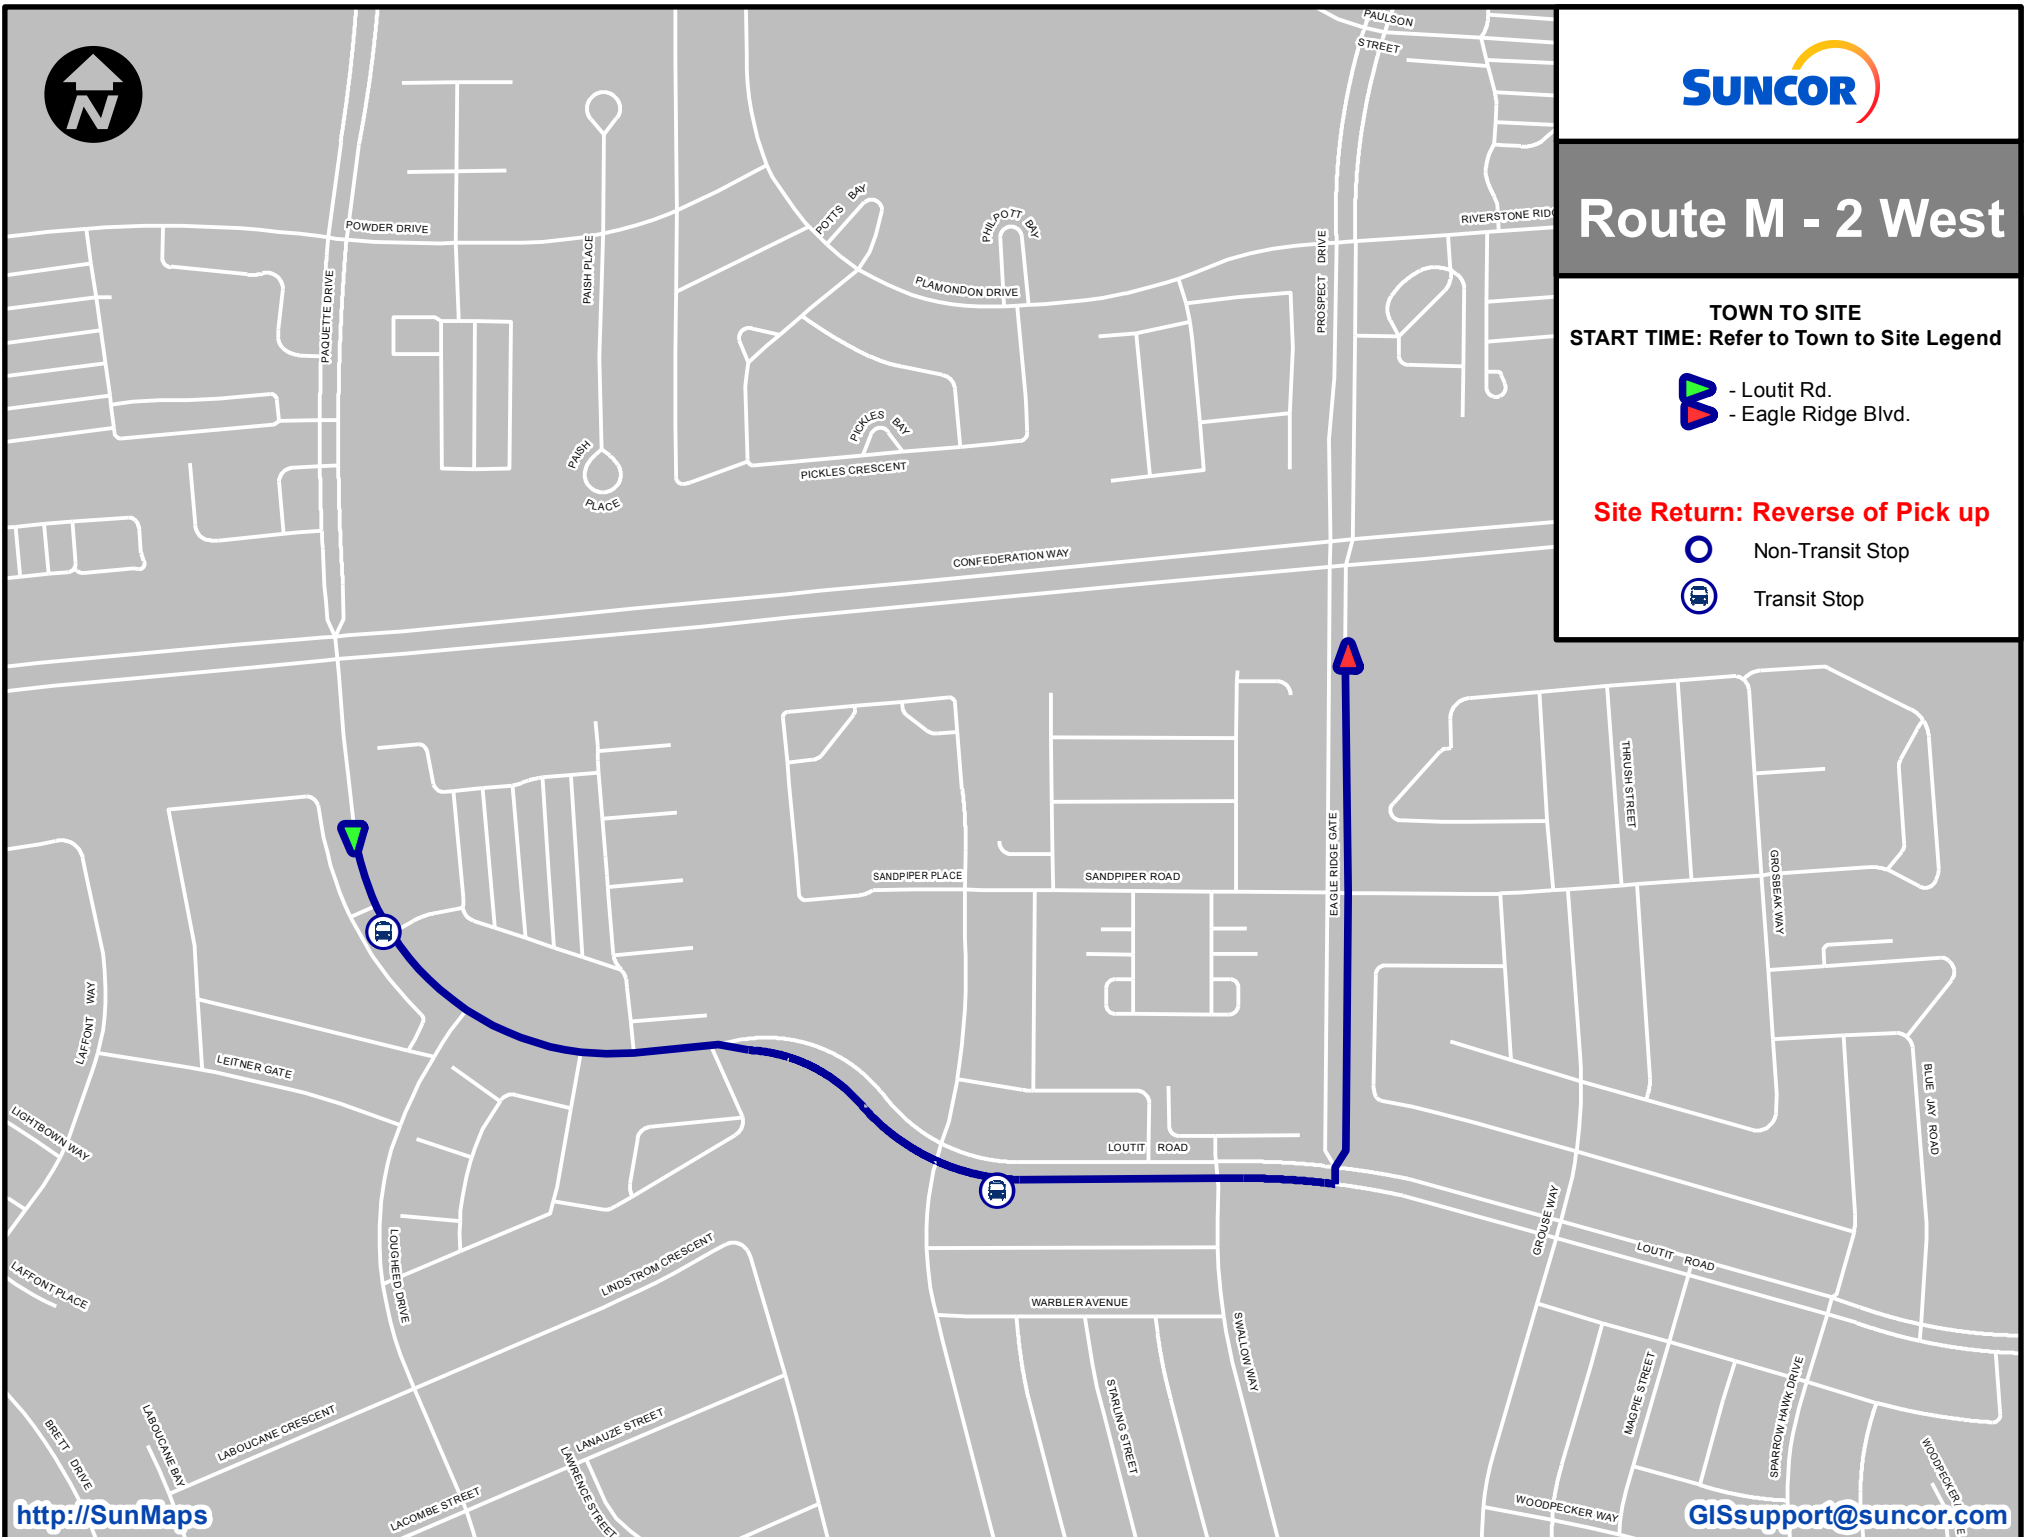 N
PAULSON
STREET
SUNCOR
Route M - 2 West
TOWN TO SITE
START TIME: Refer to Town to Site Legend
- Loutit Rd.
- Eagle Ridge Blvd.
Site Return: Reverse of Pick up
Non-Transit Stop
Transit Stop
POWDER DRIVE
PAQUETTE DRIVE
PAISH PLACE
PAISH
PLACE
POTTS BAY
PHILPOTT BAY
PLAMONDON DRIVE
PROSPECT DRIVE
PICKLES BAY
PICKLES CRESCENT
CONFEDERATION WAY
SANDPIPER PLACE
SANDPIPER ROAD
EAGLE RIDGE GATE
THRUSH STREET
GROSBEAK WAY
LAFFONT WAY
LEITNER GATE
LIGHTBOWN WAY
LAFFONT PLACE
LOUTIT ROAD
BLUE JAY ROAD
GROUSE WAY
LOUTIT ROAD
LOUGHEED DRIVE
LINDSTROM CRESCENT
WARBLER AVENUE
SWALLOW WAY
STARLING STREET
MAGPIE STREET
SPARROW HAWK DRIVE
BRETT DRIVE
LABOUCANE BAY
LABOUCANE CRESCENT
LANAUZE STREET
LAWRENCE STREET
LACOMBE STREET
WOODPECKER WAY
http://SunMaps
GISsupport@suncor.com